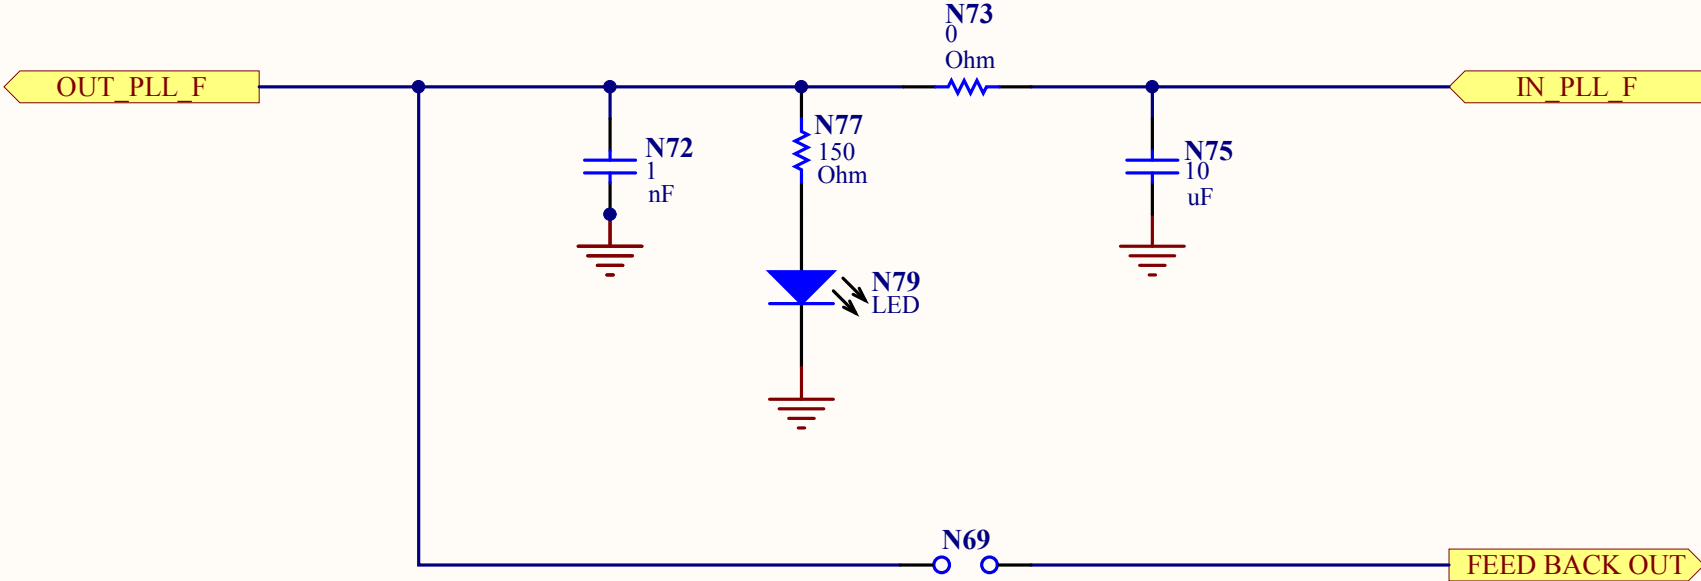 N73
0
Ohm
OUT_PLL_F
IN_PLL_F
N77
150
Ohm
N72
1
nF
N75
10
uF
N79
LED
N69
FEED BACK OUT